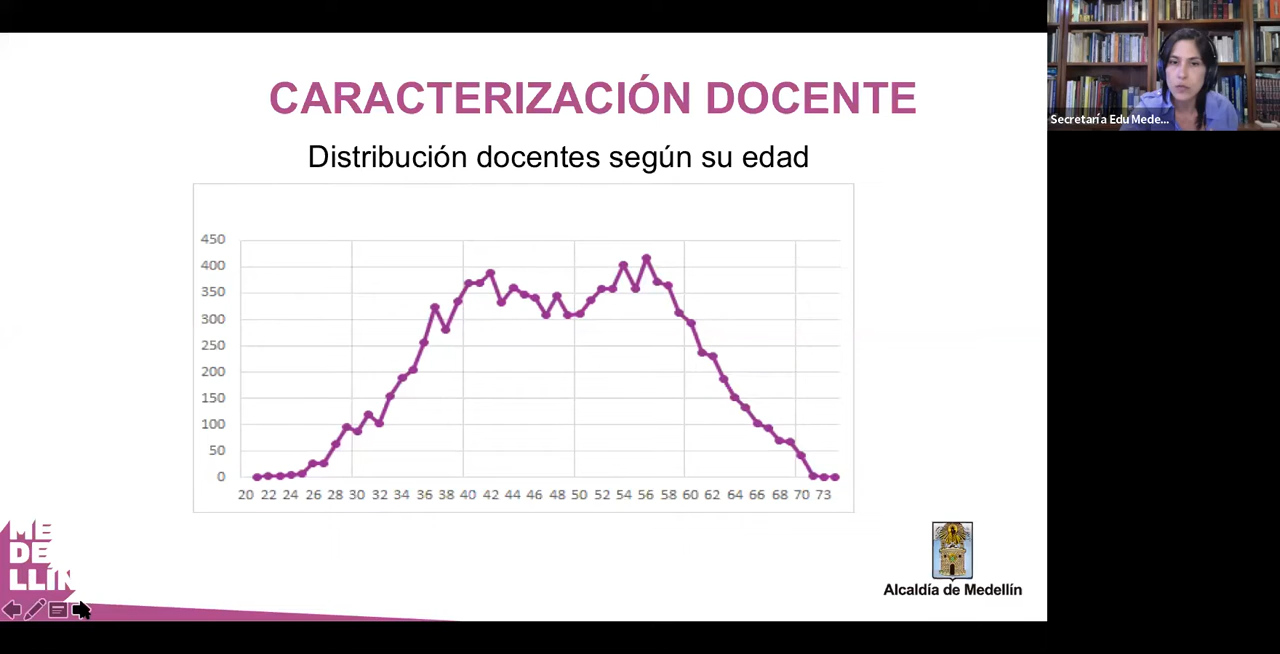 CARACTERIZACIÓN DOCENTE
Distribución docentes según su edad
450
400
350
300
250
200
150
100
50
0
20 22 24 26 28 30 32 34 36 38 40 42 44 46 48 50 52 54 56 58 60 62 64 66 68 70 73
ME
DE
LLÍN
Alcaldía de Medellín
Secretaría Edu Mede...